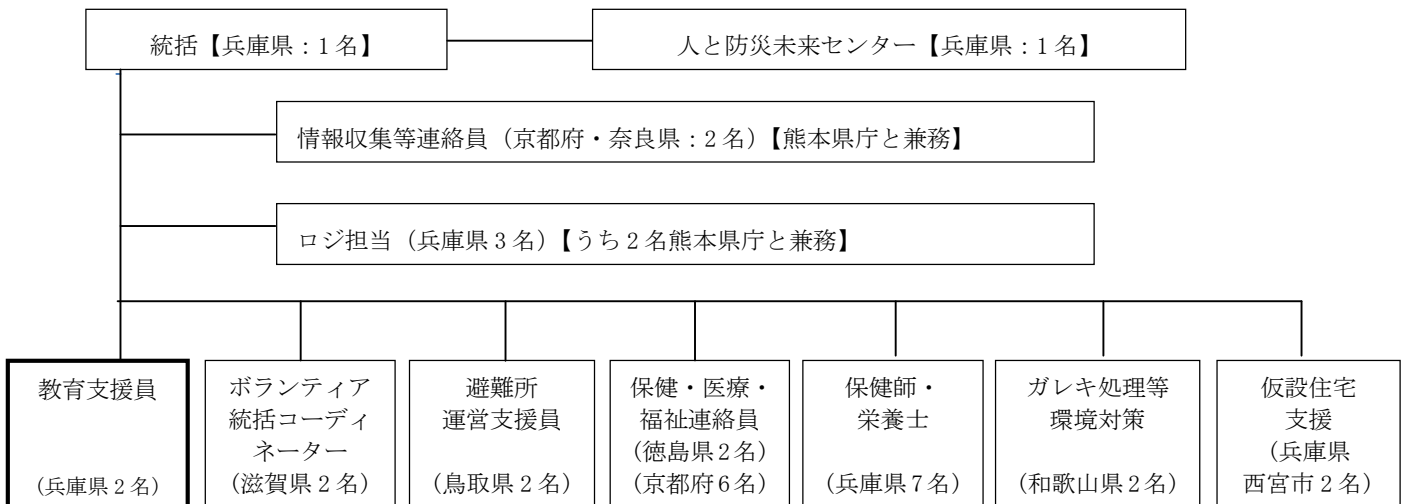 統括【兵庫県：1名】
人と防災未来センター【兵庫県：1名】
情報収集等連絡員（京都府・奈良県：2名）【熊本県庁と兼務】
ロジ担当（兵庫県3名）【うち2名熊本県庁と兼務】
教育支援員
（兵庫県2名）
ボランティア
統括コーディ
ネーター
（滋賀県2名）
避難所
運営支援員
（鳥取県2名）
保健・医療・
福祉連絡員
（徳島県2名）
（京都府6名）
保健師・
栄養士
（兵庫県7名）
ガレキ処理等
環境対策
（和歌山県2名）
仮設住宅
支援
（兵庫県
西宮市2名）